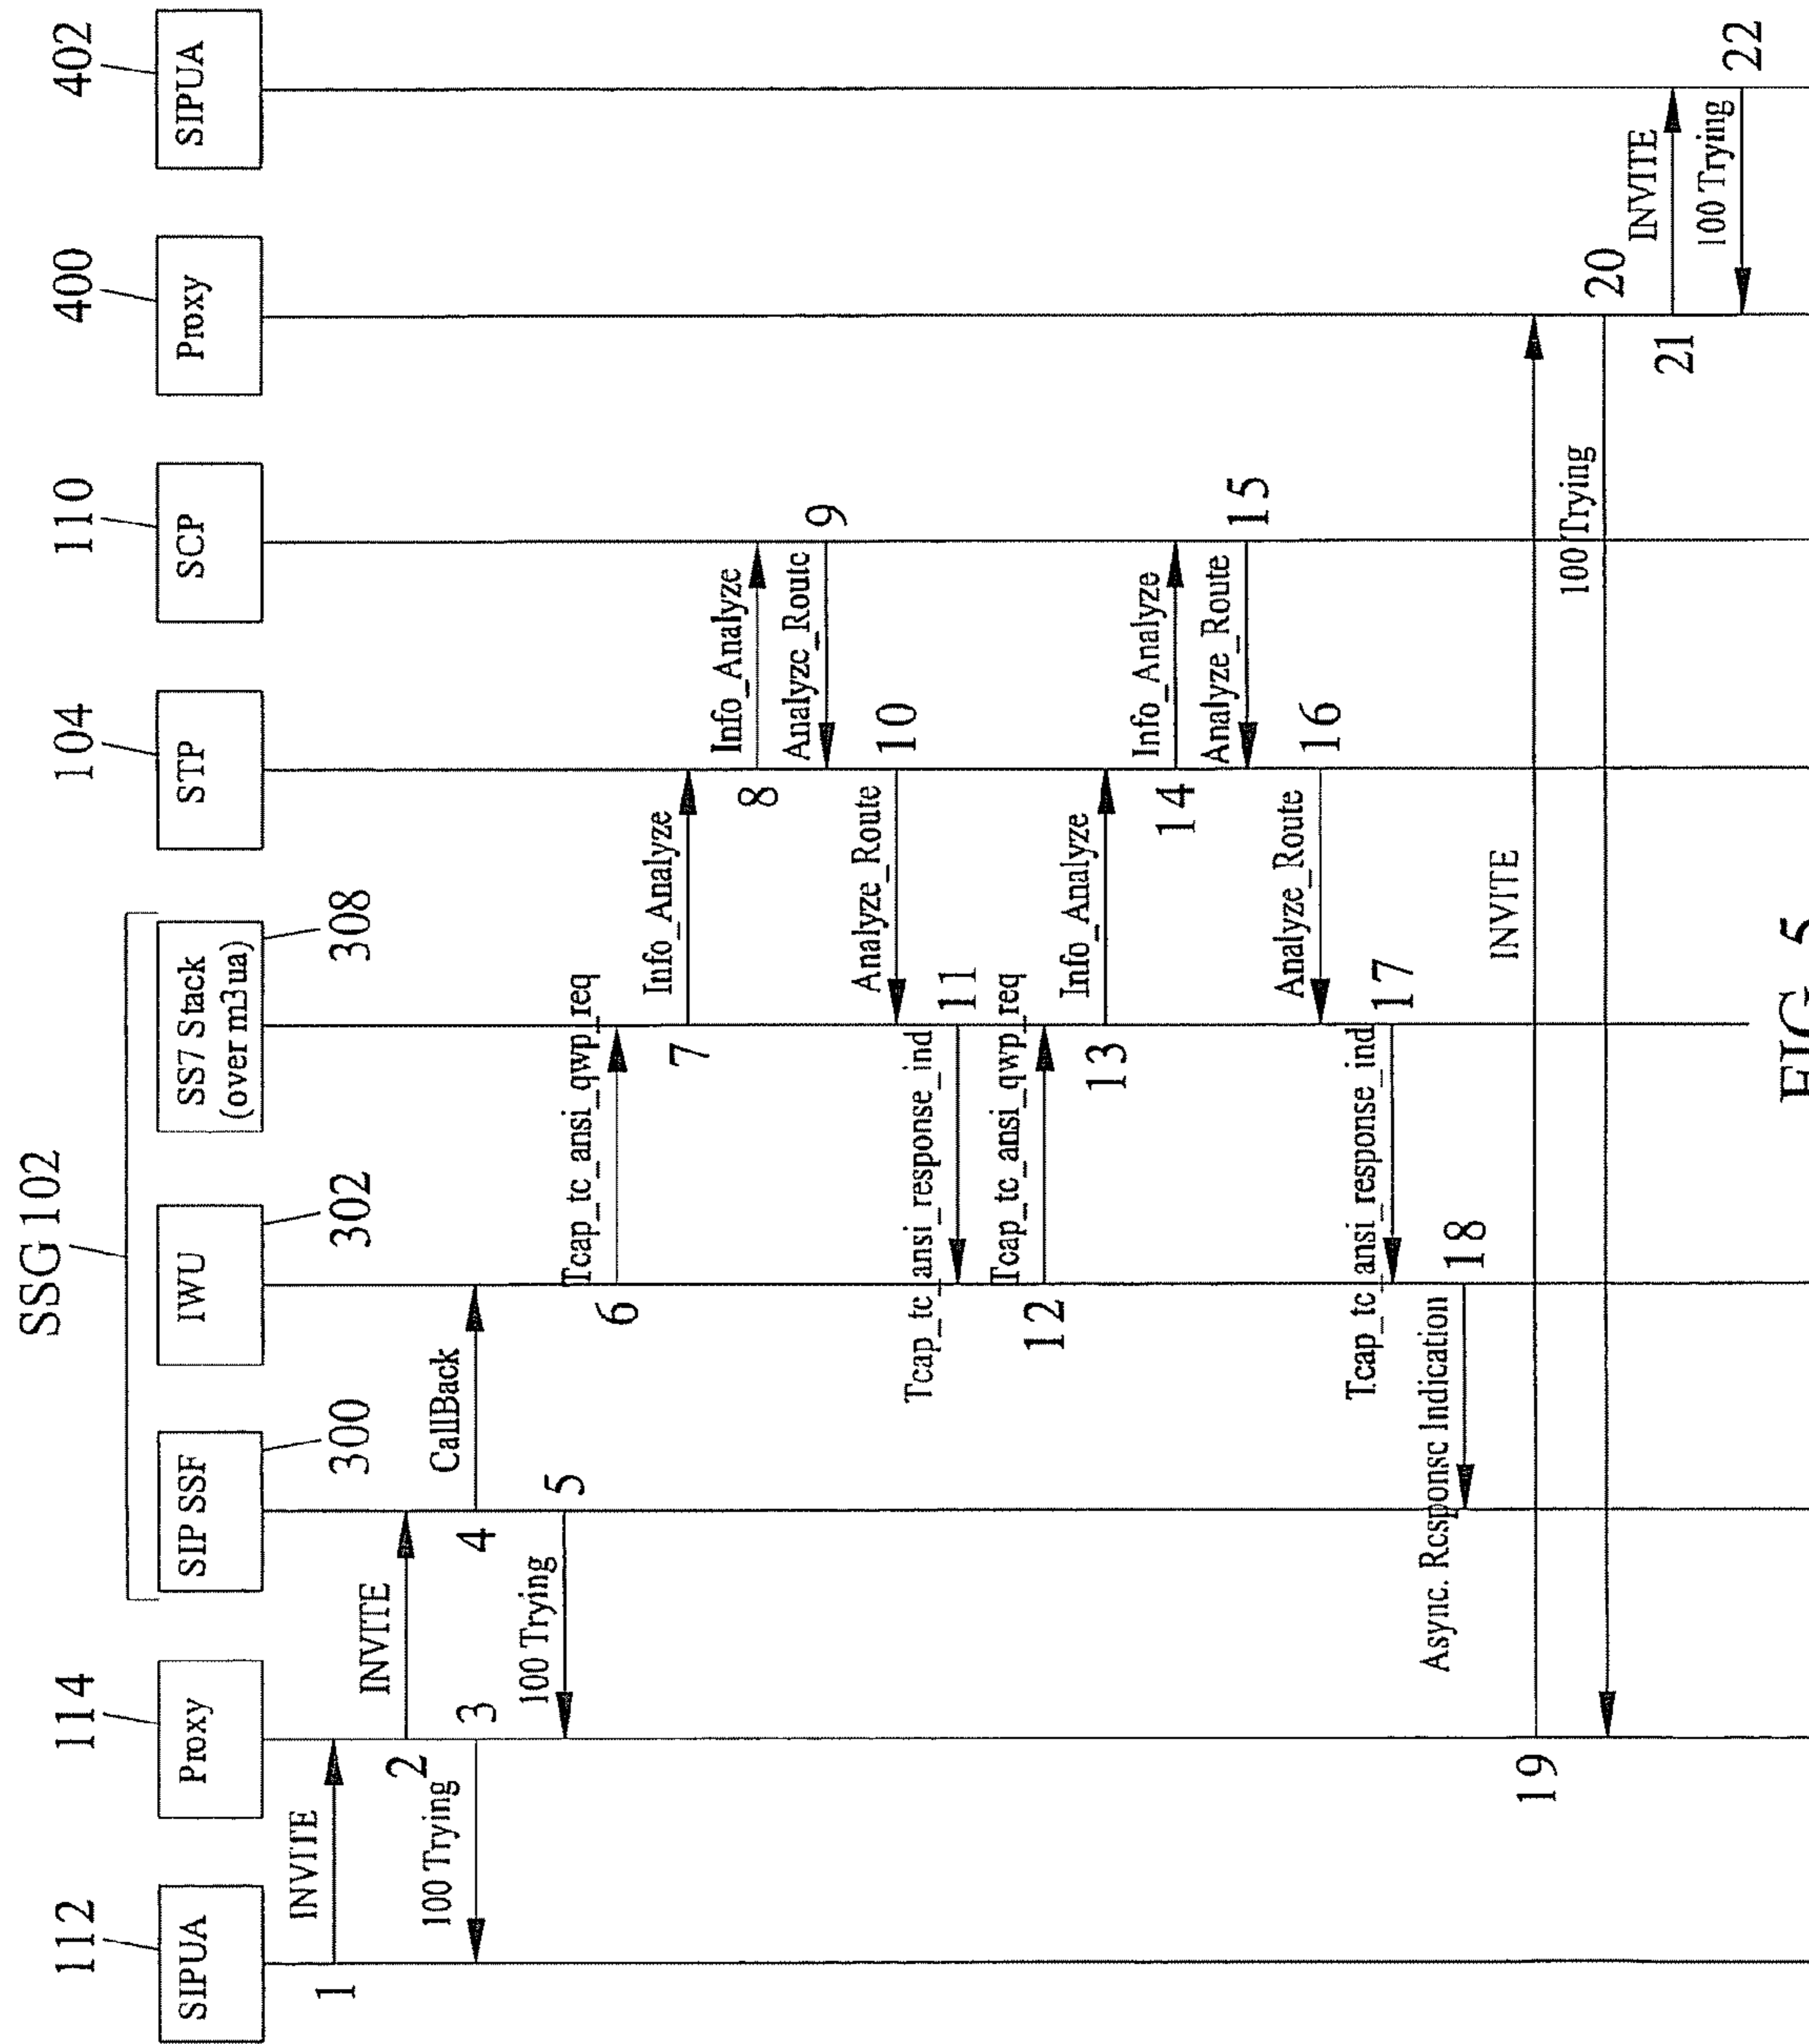 SSG 102
112
114
300
302
308
104
110
400
402
SIPUA
Proxy
SIP SSF
IWU
SS7 Stack
(over m3ua)
STP
SCP
Proxy
SIPUA
1
INVITE
2
INVITE
3
100 Trying
4
CallBack
5
100 Trying
6
Tcap_tc_ansi_qwp_req
7
Info_Analyze
8
Info_Analyze
9
Analyze_Route
10
Analyze_Route
11
Tcap_tc_ansi_response_ind
12
Tcap_tc_ansi_qwp_req
13
Info_Analyze
14
Info_Analyze
15
Analyze_Route
16
Analyze_Route
17
Tcap_tc_ansi_response_ind
18
Async. Response Indication
19
INVITE
20
100 Trying
21
INVITE
22
100 Trying
FIG. 5